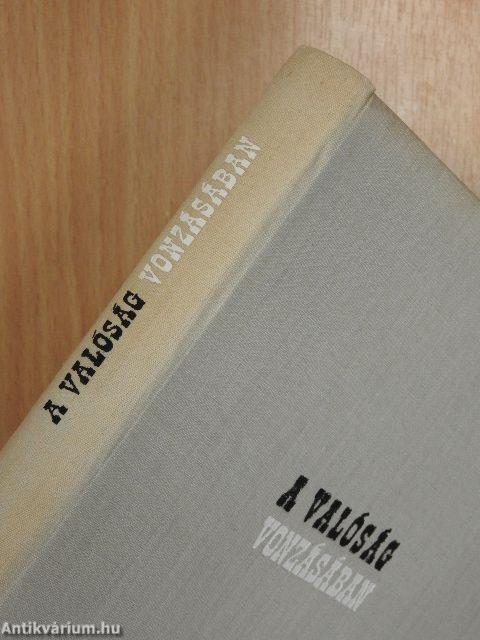 A VALÓSÁG VONZÁSÁBAN
A VALÓSÁG
VONZÁSÁBAN
Antikvárium.hu